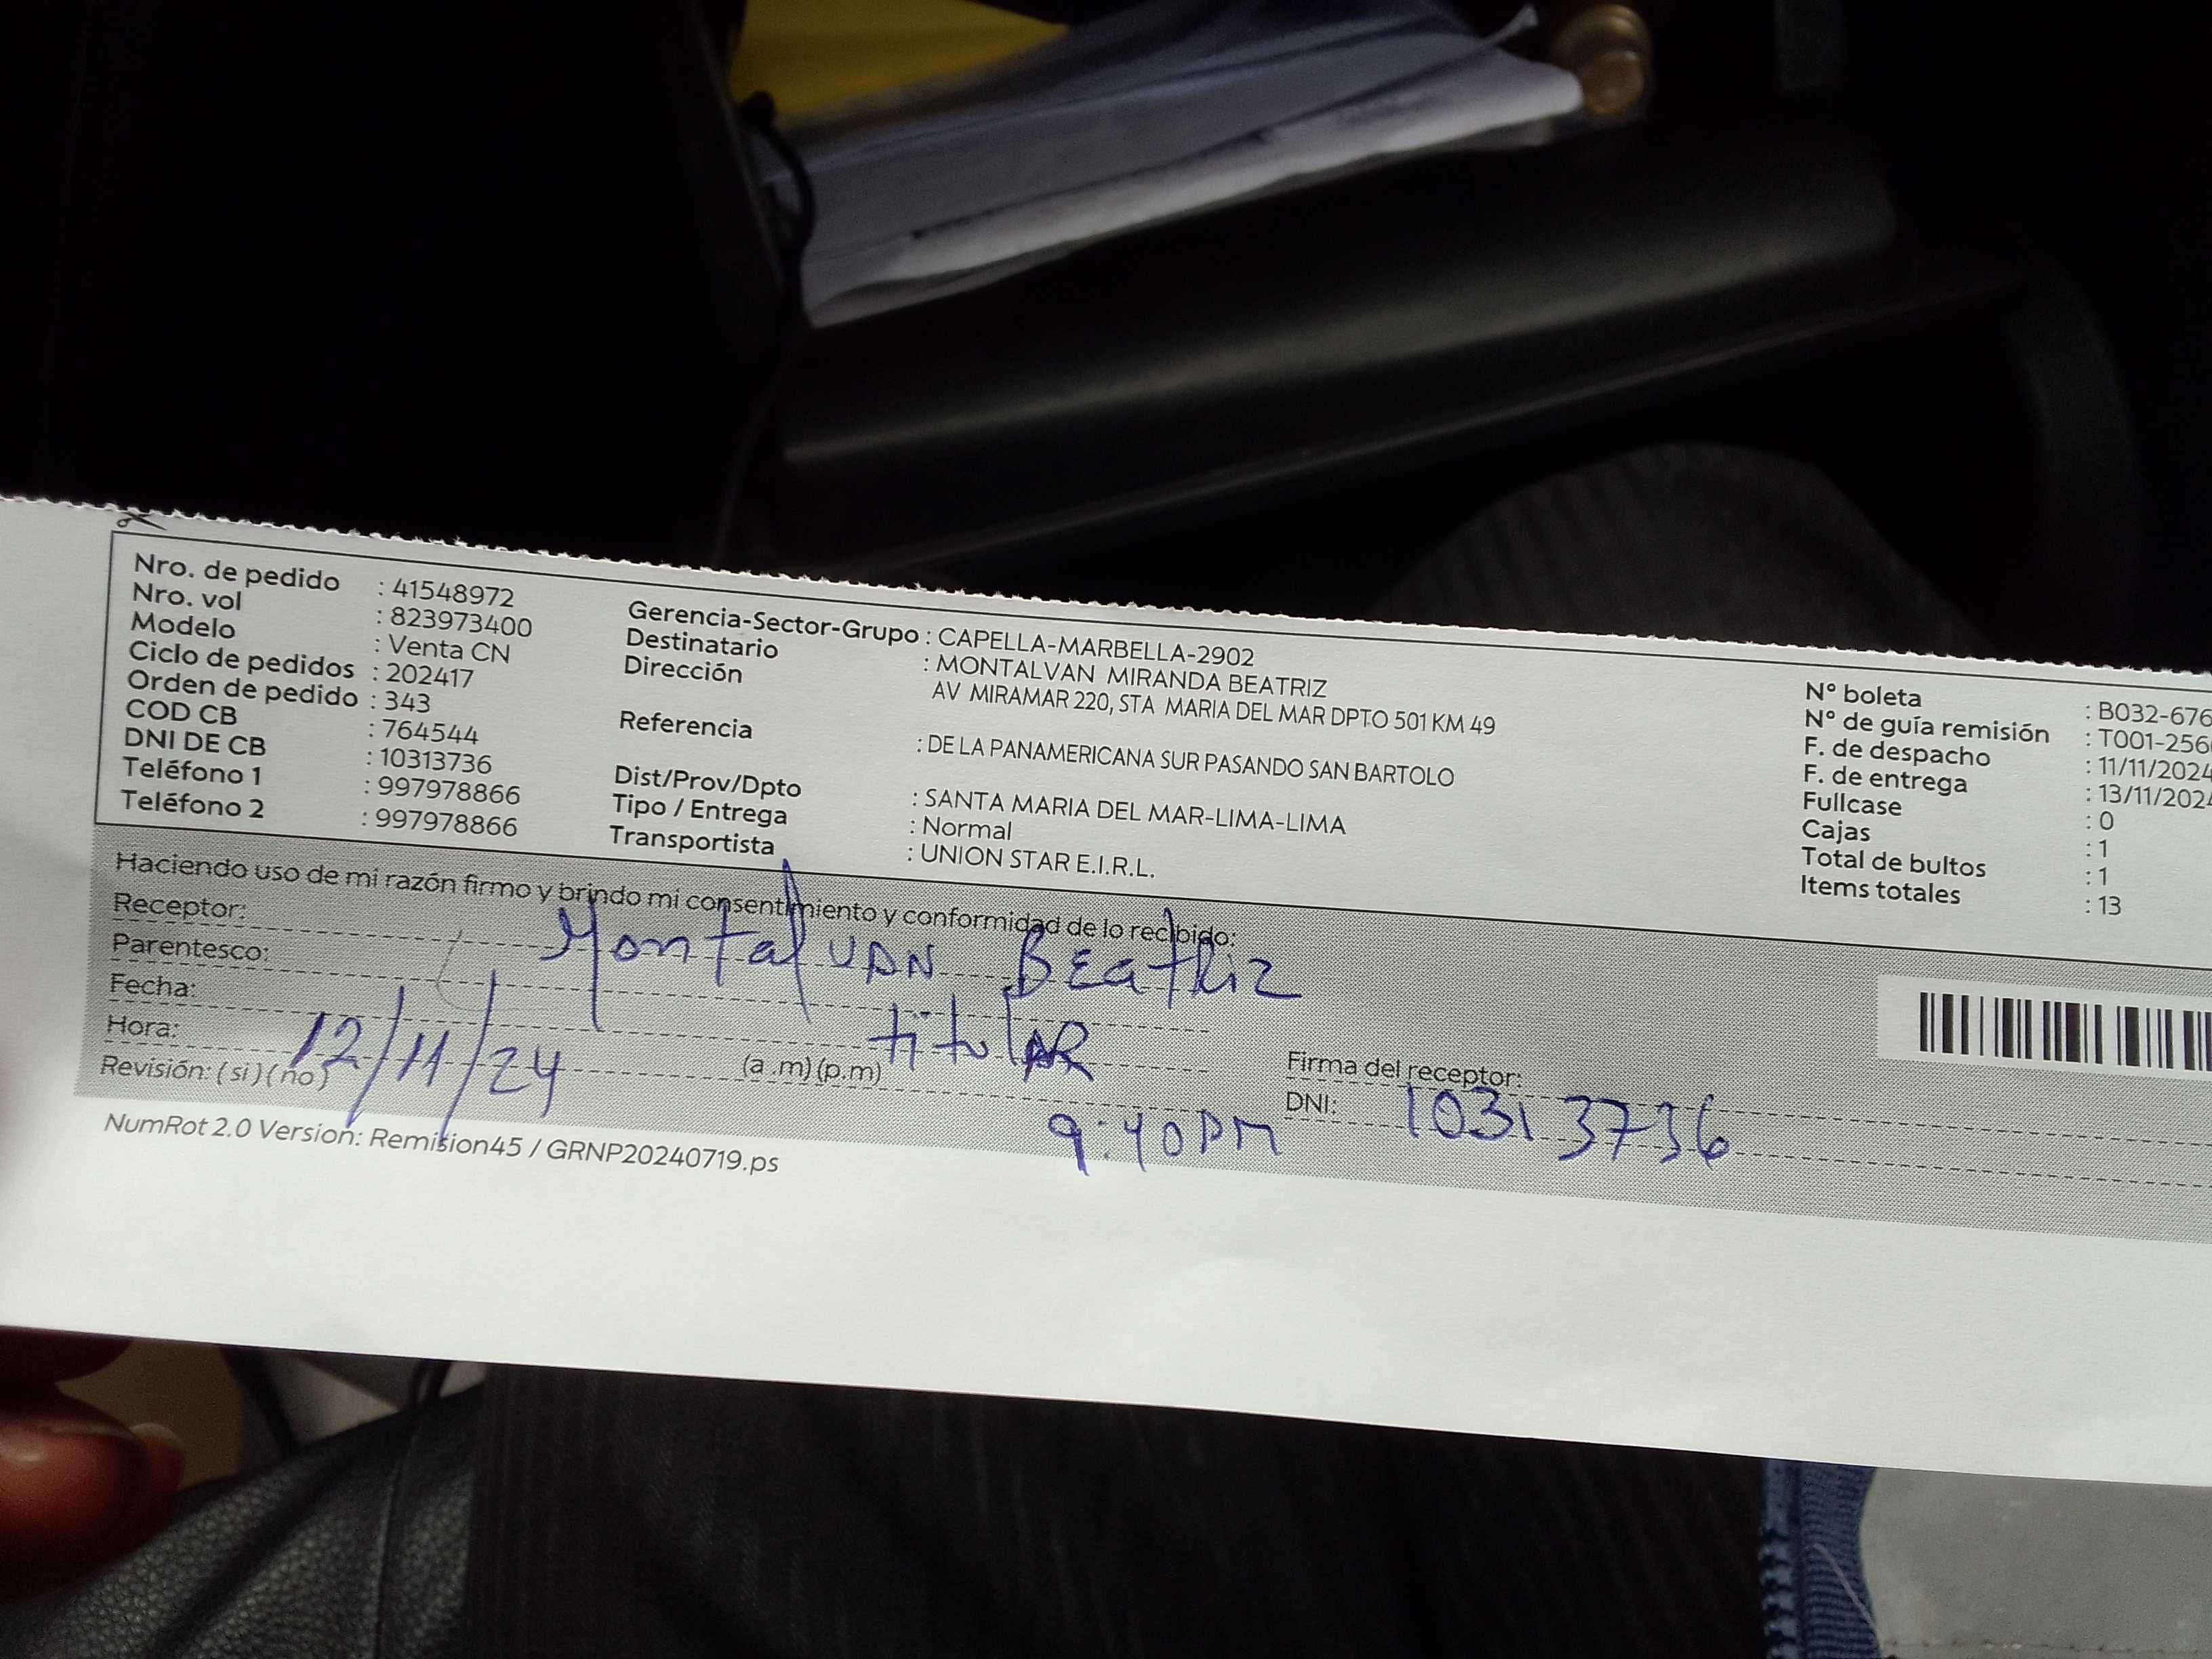 Nro. de pedido : 41548972
Nro. vol : 823973400
Modelo : Venta CN
Ciclo de pedidos : 202417
Orden de pedido : 343
COD CB : 764544
DNI DE CB : 10313736
Teléfono 1 : 997978866
Teléfono 2 : 997978866
Gerencia-Sector-Grupo : CAPELLA-MARBELLA-2902
Destinatario : MONTALVAN MIRANDA BEATRIZ
Dirección AV MIRAMAR 220, STA MARIA DEL MAR DPTO 501 KM 49
Referencia : DE LA PANAMERICANA SUR PASANDO SAN BARTOLO
Dist/Prov/Dpto : SANTA MARIA DEL MAR-LIMA-LIMA
Tipo / Entrega : Normal
Transportista : UNION STAR E.I.R.L.
N° boleta : B032-676
N° de guía remisión : T001-256
F. de despacho : 11/11/2024
F. de entrega : 13/11/202
Fullcase : 0
Cajas : 1
Total de bultos : 1
Items totales : 13
Haciendo uso de mi razón firmo y brindo mi consentimiento y conformidad de lo recibido:
Receptor: Montalvan Beatriz
Parentesco: titular
Fecha: 12/11/24
Hora: (a .m) (p.m) 9:40 PM
Revisión: ( si ) ( no )
Firma del receptor:
DNI: 10313736
NumRot 2.0 Version: Remision45 / GRNP20240719.ps